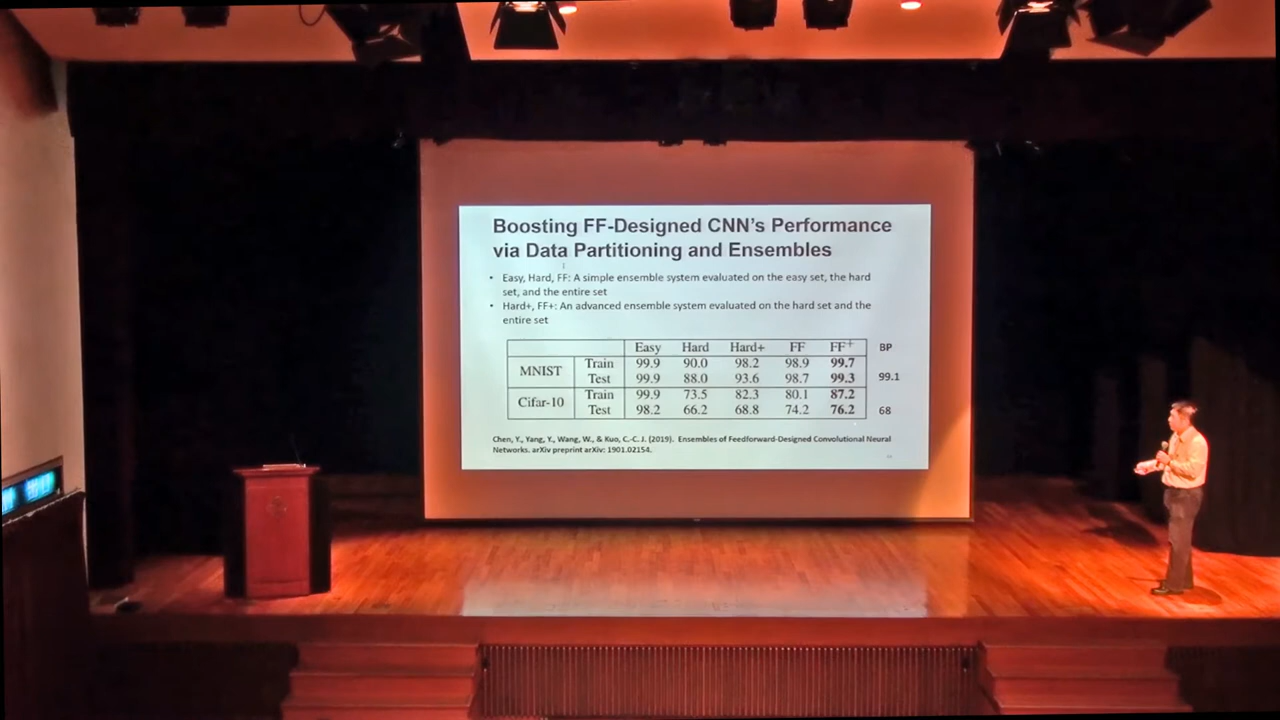 Boosting FF-Designed CNN's Performance
via Data Partitioning and Ensembles
• Easy, Hard, FF: A simple ensemble system evaluated on the easy set, the hard
set, and the entire set
• Hard+, FF+: An advanced ensemble system evaluated on the hard set and the
entire set
Easy Hard Hard+ FF FF+ BP
MNIST Train 99.9 90.0 98.2 98.9 99.7
Test 99.9 88.0 93.6 98.7 99.3 99.1
Cifar-10 Train 99.9 73.5 82.3 80.1 87.2
Test 98.2 66.2 68.8 74.2 76.2 68
Chen, Y., Yang, Y., Wang, W., & Kuo, C.-C. J. (2019). Ensembles of Feedforward-Designed Convolutional Neural
Networks. arXiv preprint arXiv: 1901.02154.